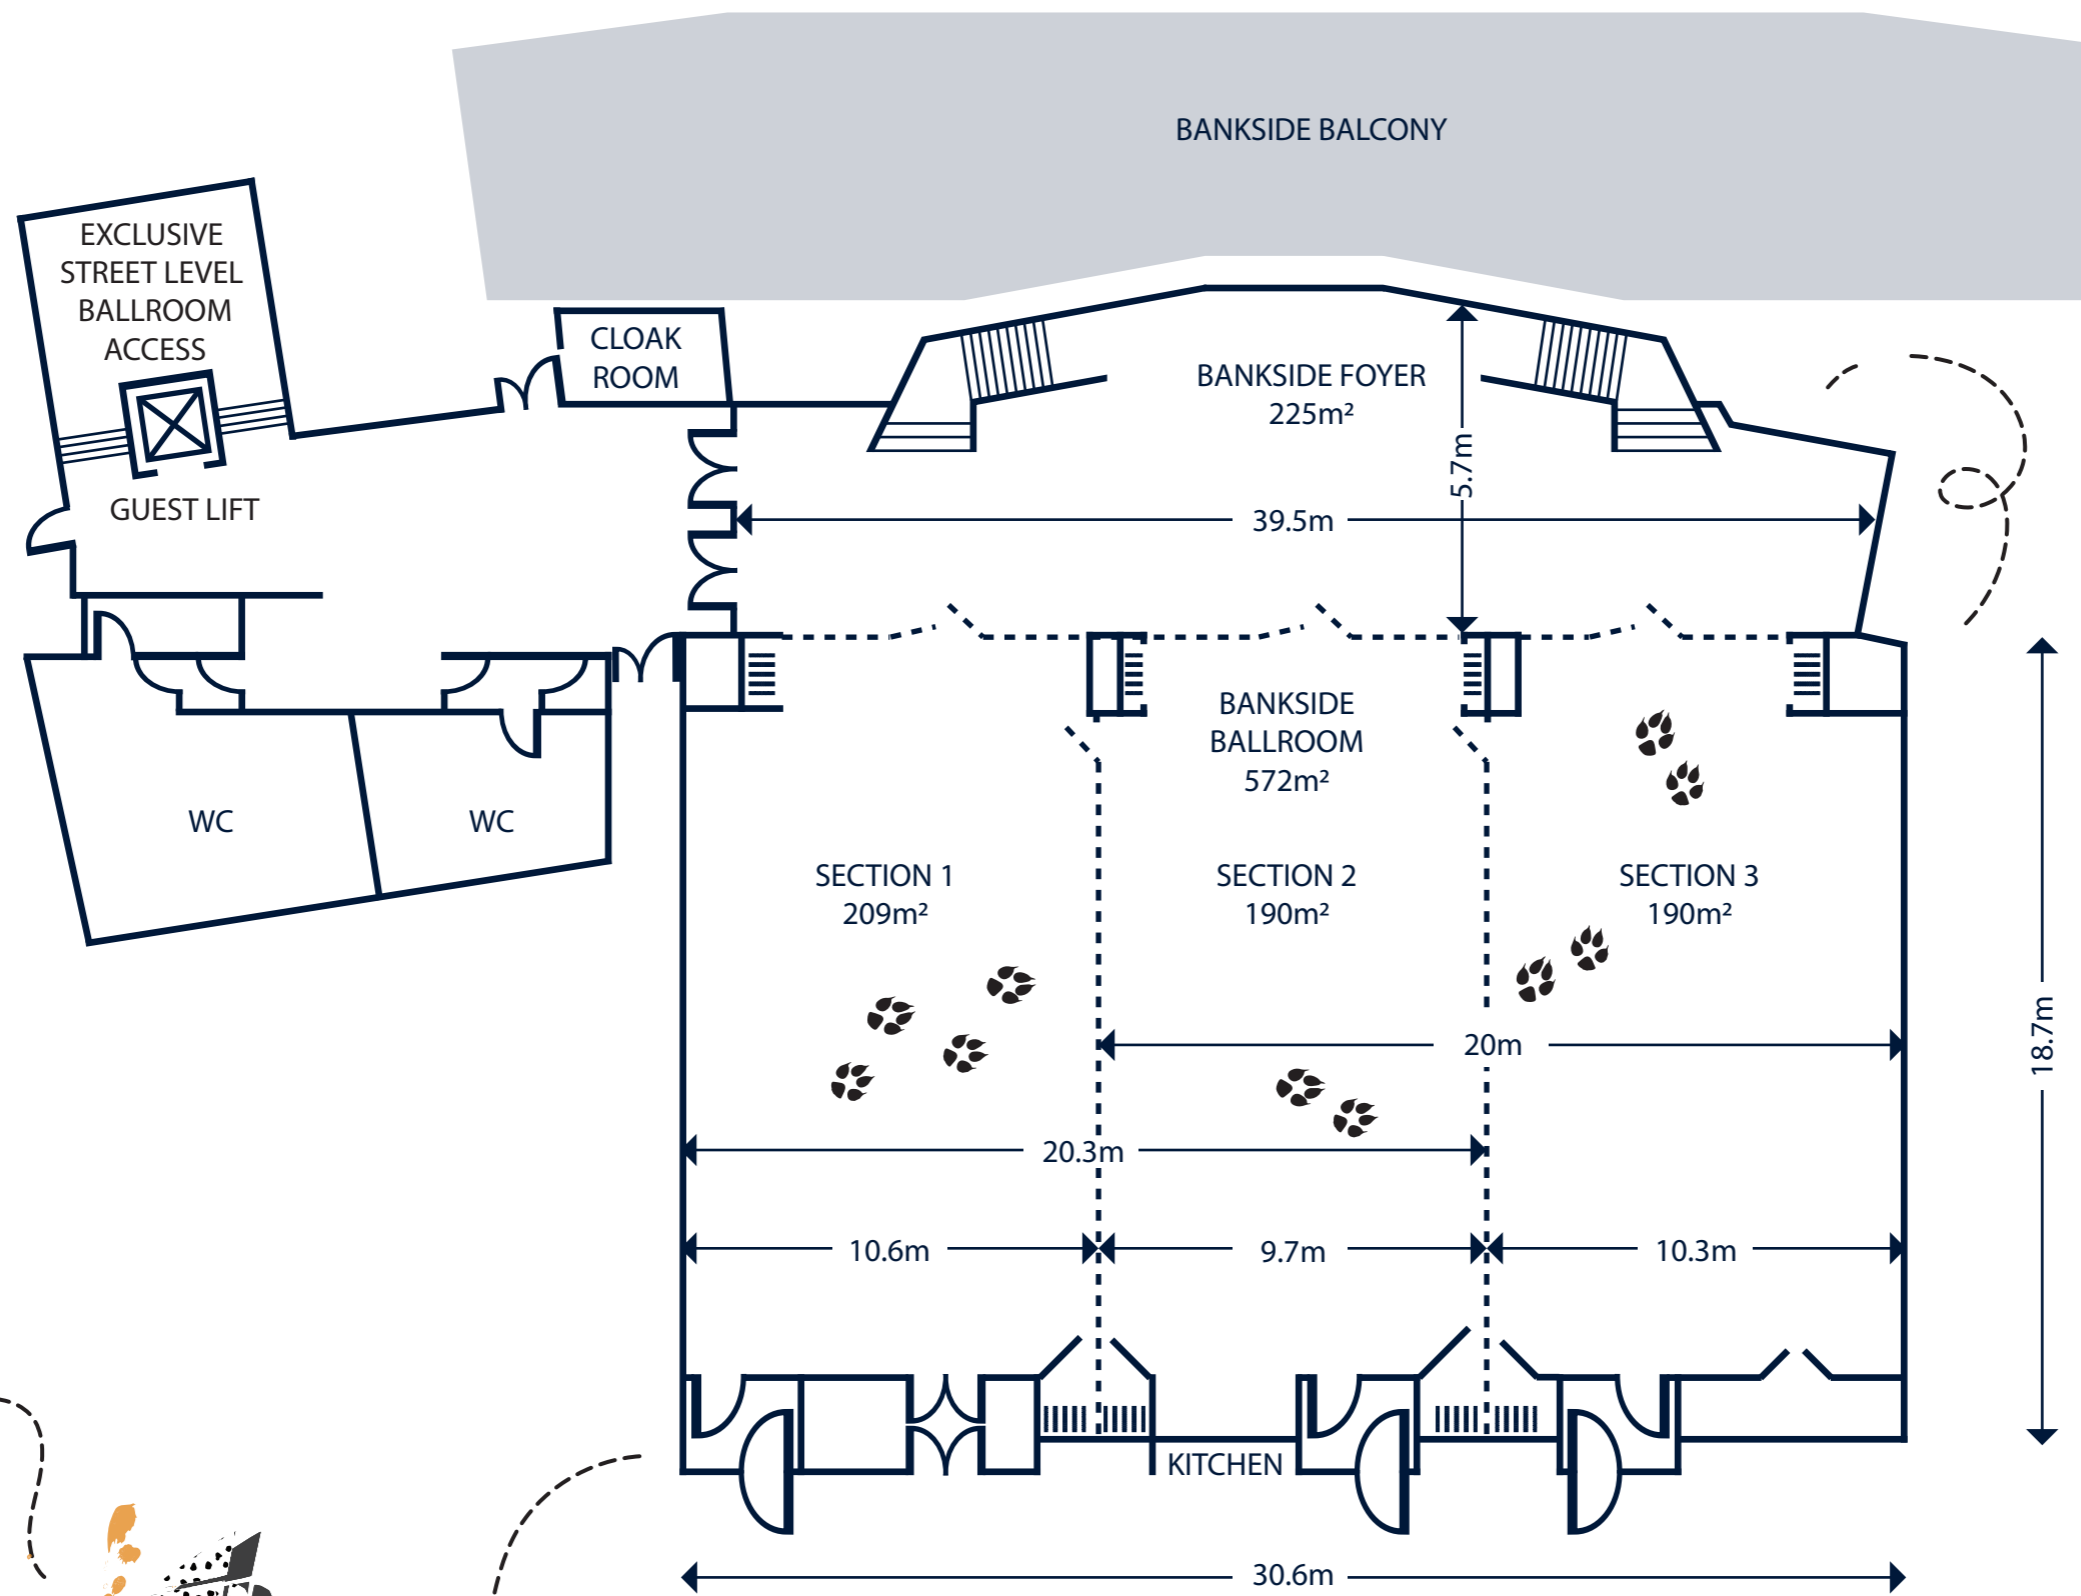 BANKSIDE BALCONY
EXCLUSIVE
STREET LEVEL
BALLROOM
ACCESS
CLOAK
ROOM
BANKSIDE FOYER
225m²
5.7m
GUEST LIFT
39.5m
BANKSIDE
BALLROOM
572m²
WC
WC
SECTION 1
209m²
SECTION 2
190m²
SECTION 3
190m²
18.7m
20m
20.3m
10.6m
9.7m
10.3m
KITCHEN
30.6m